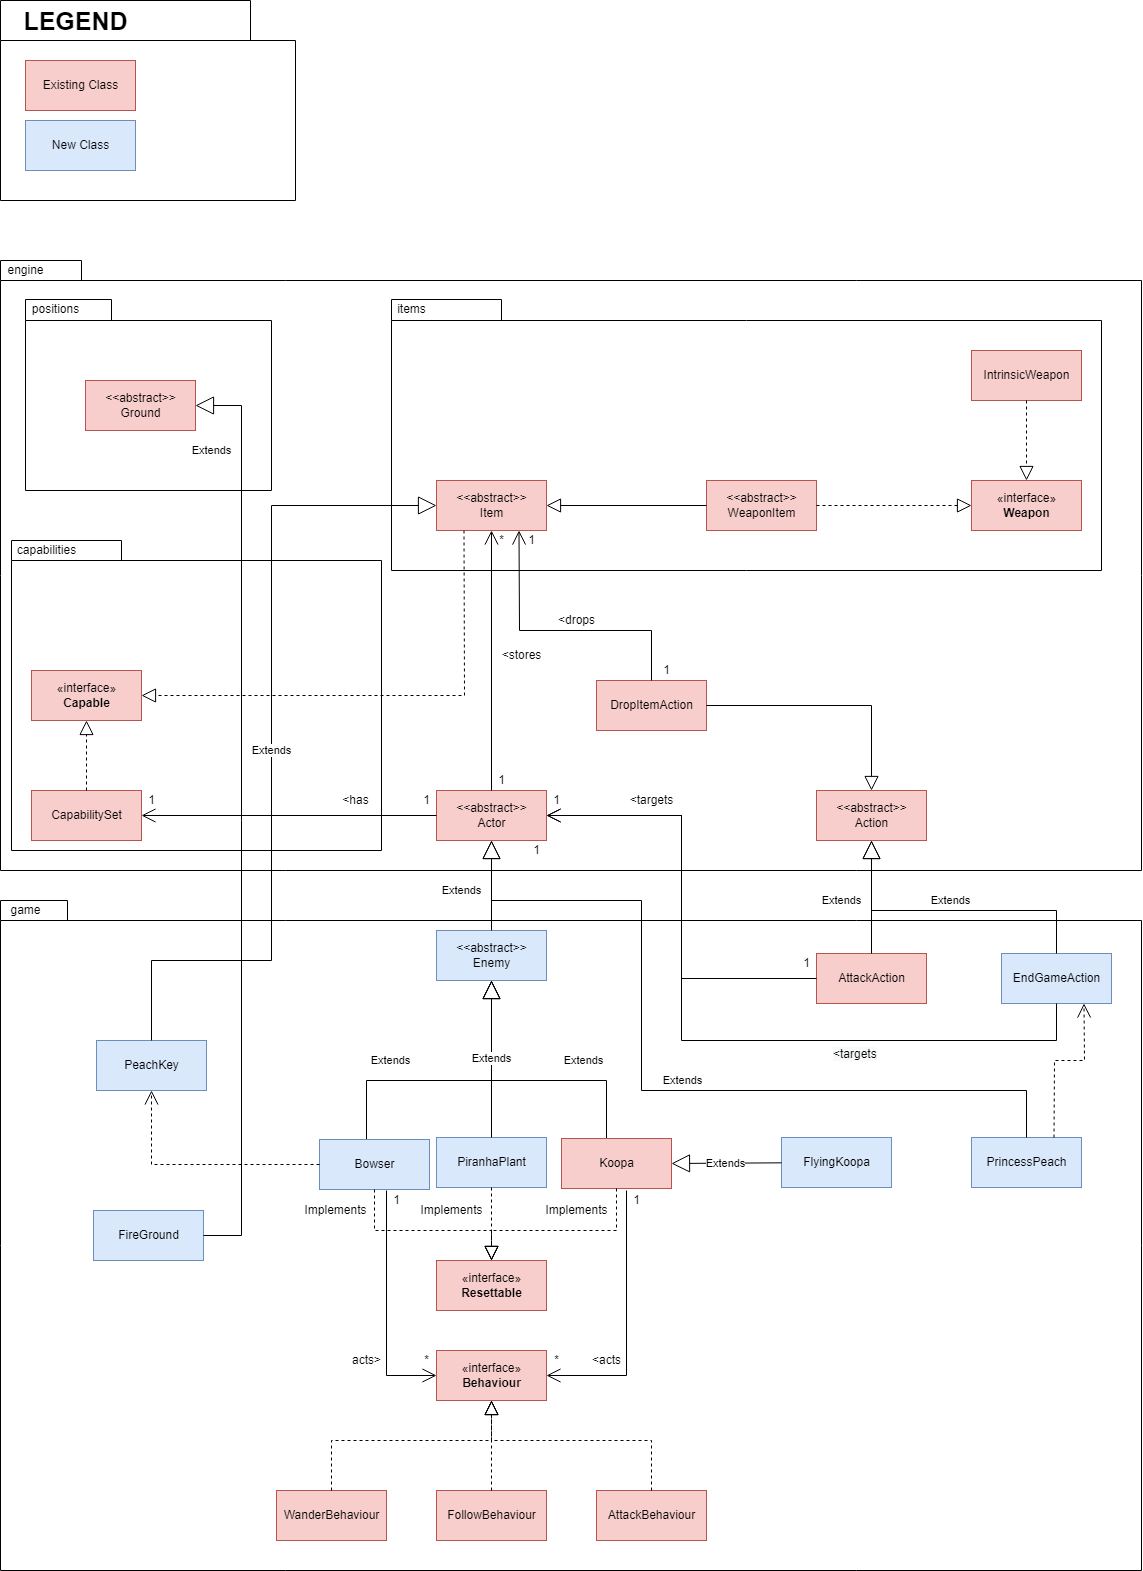 LEGEND
Existing Class
New Class
engine
positions
items
<<abstract>>
Ground
Extends
IntrinsicWeapon
<<abstract>>
Item
<<abstract>>
WeaponItem
«interface»
Weapon
*
1
capabilities
<drops
<stores
1
«interface»
Capable
DropItemAction
Extends
1
CapabilitySet
1
<has
1
<<abstract>>
Actor
1
<targets
<<abstract>>
Action
1
Extends
Extends
Extends
game
<<abstract>>
Enemy
1
AttackAction
EndGameAction
<targets
PeachKey
Extends
Extends
Extends
Extends
Bowser
PiranhaPlant
Koopa
Extends
FlyingKoopa
PrincessPeach
1
1
Implements
Implements
Implements
FireGround
«interface»
Resettable
acts>
*
«interface»
Behaviour
*
<acts
WanderBehaviour
FollowBehaviour
AttackBehaviour